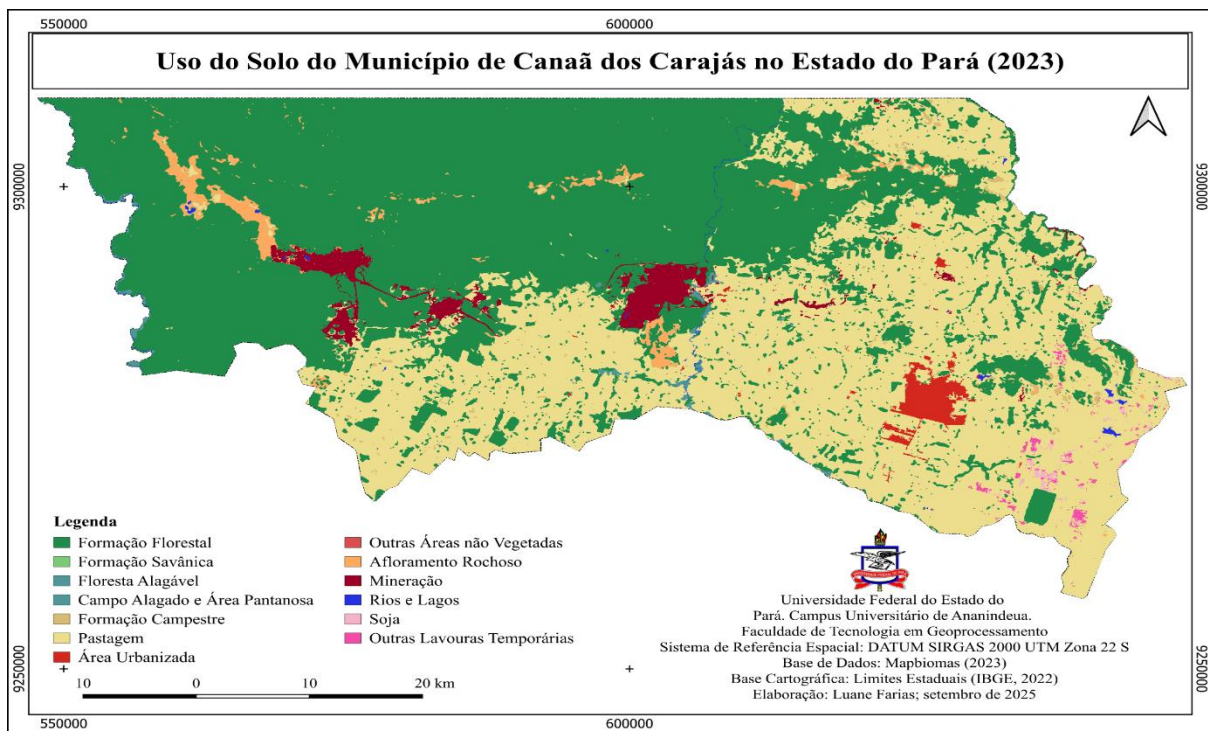 550000
600000
Uso do Solo do Município de Canaã dos Carajás no Estado do Pará (2023)
9300000
9300000
Legenda
Formação Florestal
Formação Savânica
Floresta Alagável
Campo Alagado e Área Pantanosa
Formação Campestre
Pastagem
Área Urbanizada
Outras Áreas não Vegetadas
Afloramento Rochoso
Mineração
Rios e Lagos
Soja
Outras Lavouras Temporárias
Universidade Federal do Estado do
Pará. Campus Universitário de Ananindeua.
Faculdade de Tecnologia em Geoprocessamento
Sistema de Referência Espacial: DATUM SIRGAS 2000 UTM Zona 22 S
Base de Dados: Mapbiomas (2023)
Base Cartográfica: Limites Estaduais (IBGE, 2022)
Elaboração: Luane Farias; setembro de 2025
9250000
9250000
10 0 10 20 km
550000
600000